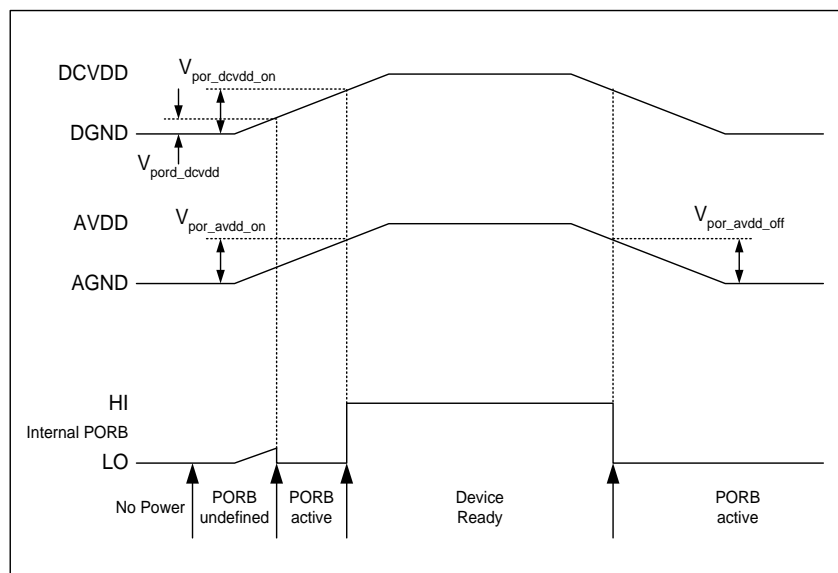 DCVDD
V por_dcvdd_on
DGND
V pord_dcvdd
AVDD
V por_avdd_on
V por_avdd_off
AGND
HI
Internal PORB
LO
No Power
PORB
undefined
PORB
active
Device
Ready
PORB
active